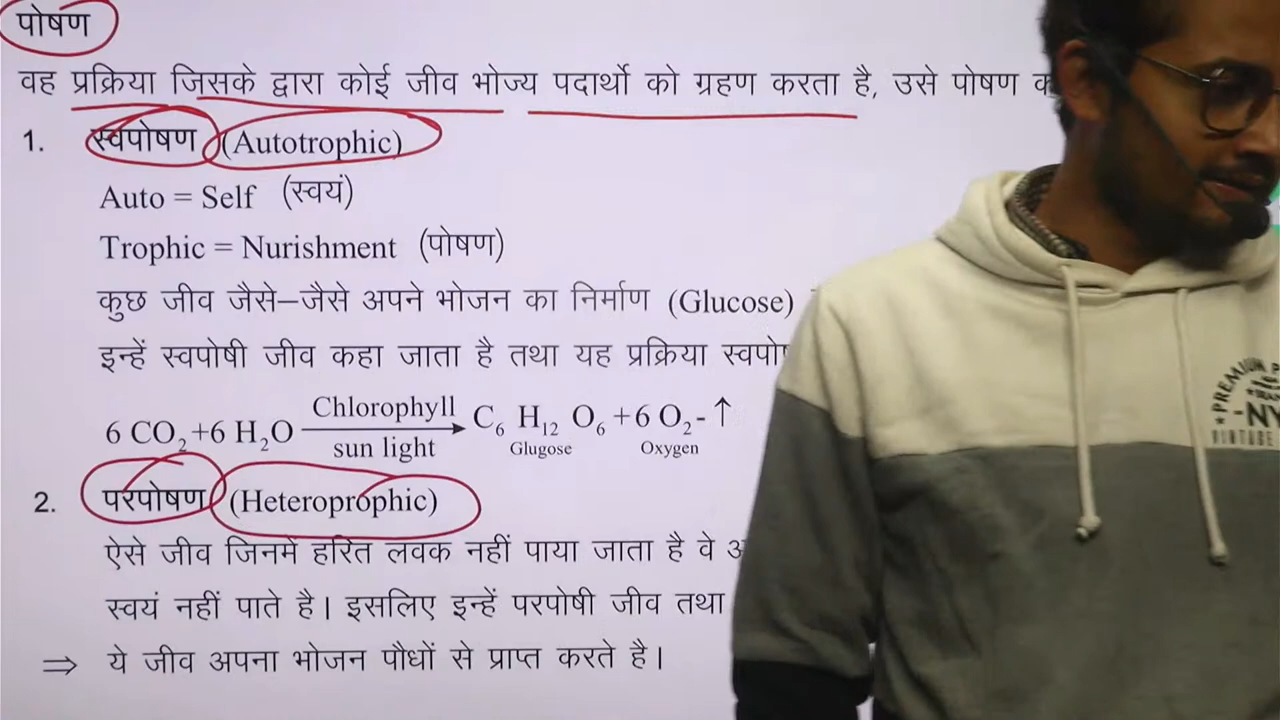 पोषण
वह प्रक्रिया जिसके द्वारा कोई जीव भोज्य पदार्थो को ग्रहण करता है, उसे पोषण
1. स्वपोषण (Autotrophic)
Auto = Self (स्वयं)
Trophic = Nurishment (पोषण)
कुछ जीव जैसे–जैसे अपने भोजन का निर्माण (Glucose)
इन्हें स्वपोषी जीव कहा जाता है तथा यह प्रक्रिया
6 CO₂+6 H₂O Chlorophyll sun light C₆ H₁₂ O₆ +6 O₂- ↑
Glugose Oxygen
2. परपोषण (Heteroprophic)
ऐसे जीव जिनमें हरित लवक नहीं पाया जाता है वे
स्वयं नहीं पाते है। इसलिए इन्हें परपोषी जीव तथा
⇒ ये जीव अपना भोजन पौधों से प्राप्त करते है।
PREMIUM
-NY
VINTAGE